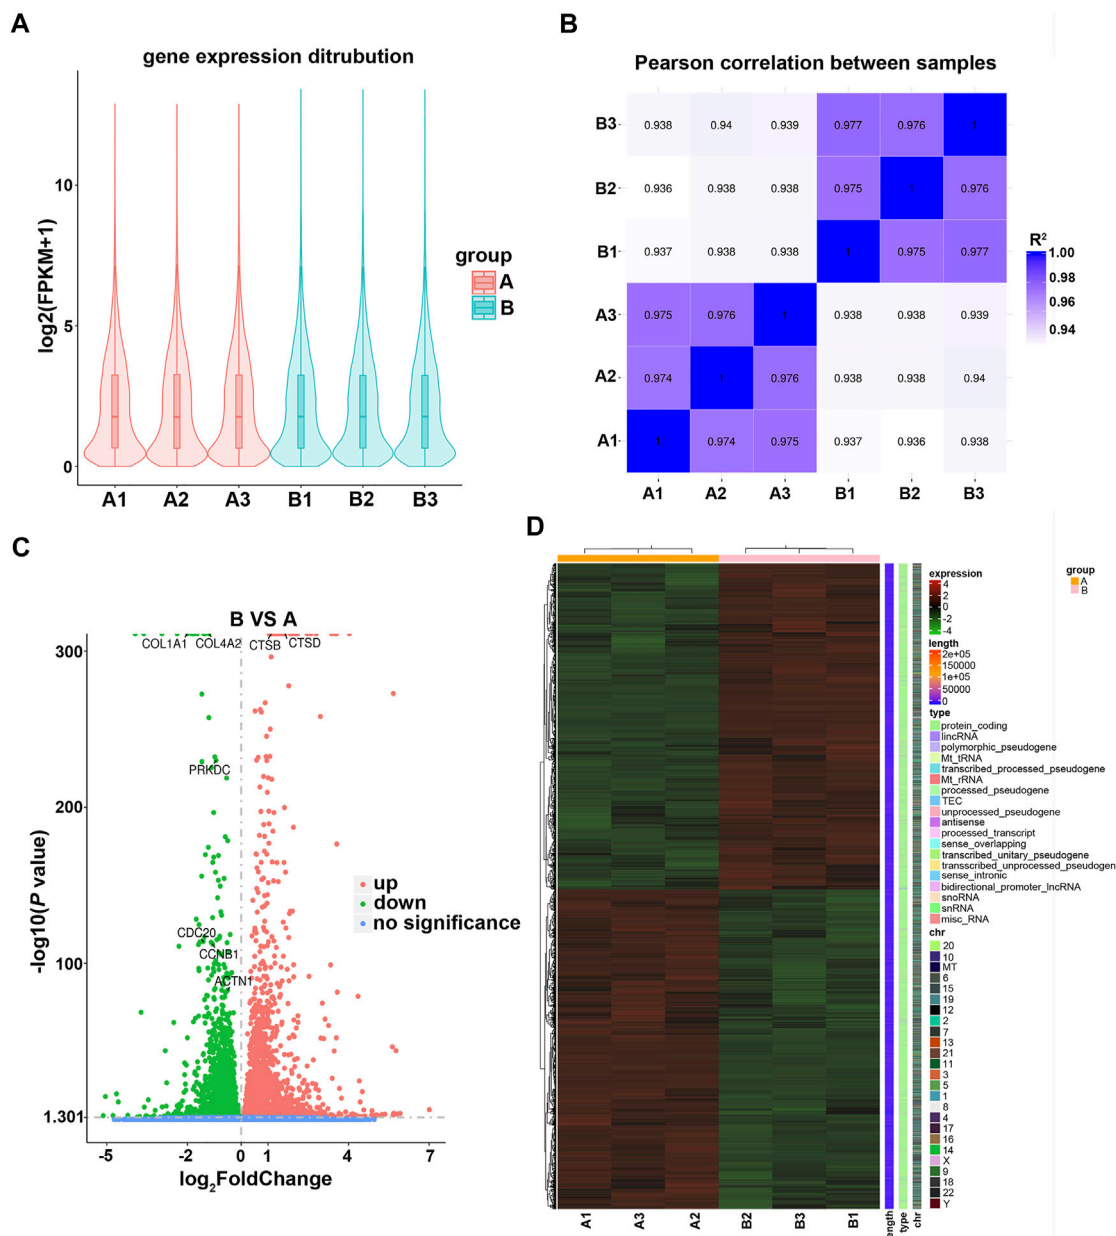 A
gene expression ditrubution
log2(FPKM+1)
10
5
0
A1 A2 A3 B1 B2 B3
group
A
B
B
Pearson correlation between samples
B3 0.938 0.94 0.939 0.977 0.976 1
B2 0.936 0.938 0.938 0.975 1 0.976
B1 0.937 0.938 0.938 1 0.975 0.977
A3 0.975 0.976 1 0.938 0.938 0.939
A2 0.974 1 0.976 0.938 0.938 0.94
A1 1 0.974 0.975 0.937 0.936 0.938
A1 A2 A3 B1 B2 B3
R²
1.00
0.98
0.96
0.94
C
B VS A
-log10(P value)
300
200
100
1.301
COL1A1 COL4A2 CTSB CTSD
PRKDC
CDC20
CCNB1
ACTN1
-5 -2 0 1 4 7
log₂FoldChange
up
down
no significance
D
A1 A3 A2 B2 B3 B1
ength type chr
expression
4
2
0
-2
-4
length
2e+05
150000
1e+05
50000
0
type
protein_coding
lincRNA
polymorphic_pseudogene
Mt_tRNA
transcribed_processed_pseudogene
Mt_rRNA
processed_pseudogene
TEC
unprocessed_pseudogene
antisense
processed_transcript
sense_overlapping
transcribed_unitary_pseudogene
transcribed_unprocessed_pseudogen
sense_intronic
bidirectional_promoter_lncRNA
snoRNA
snRNA
misc_RNA
chr
20
10
MT
6
15
19
12
2
7
13
21
11
3
5
1
8
4
17
16
14
X
9
18
22
Y
group
A
B